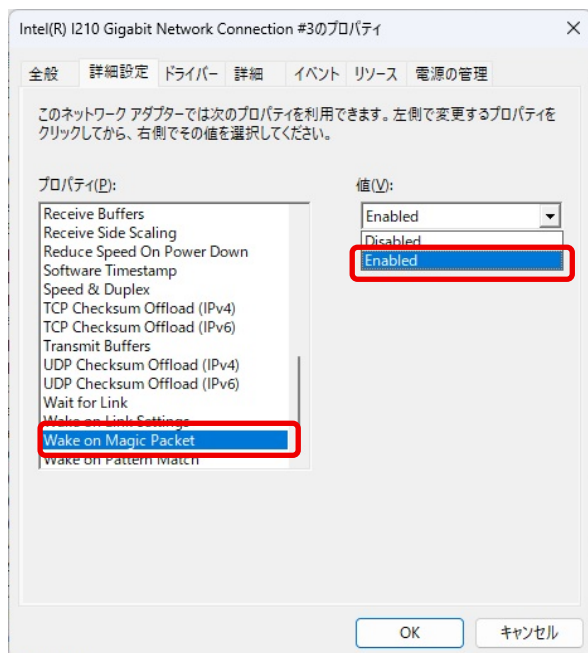 Intel(R) I210 Gigabit Network Connection #3のプロパティ
全般 詳細設定 ドライバー 詳細 イベント リソース 電源の管理
このネットワーク アダプターでは次のプロパティを利用できます。左側で変更するプロパティを
クリックしてから、右側でその値を選択してください。
プロパティ(P):
Receive Buffers
Receive Side Scaling
Reduce Speed On Power Down
Software Timestamp
Speed & Duplex
TCP Checksum Offload (IPv4)
TCP Checksum Offload (IPv6)
Transmit Buffers
UDP Checksum Offload (IPv4)
UDP Checksum Offload (IPv6)
Wait for Link
Wake on Link Settings
Wake on Magic Packet
Wake on Pattern Match
値(V):
Enabled
Disabled
Enabled
OK キャンセル